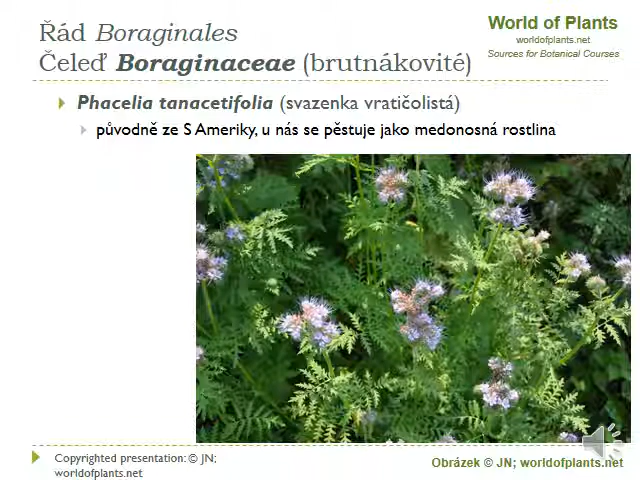 Řád Boraginales
Čeleď Boraginaceae (brutnákovité)
World of Plants
worldofplants.net
Sources for Botanical Courses
Phacelia tanacetifolia (svazenka vratičolistá)
původně ze S Ameriky, u nás se pěstuje jako medonosná rostlina
Copyrighted presentation: © JN;
worldofplants.net
Obrázek © JN; worldofplants.net